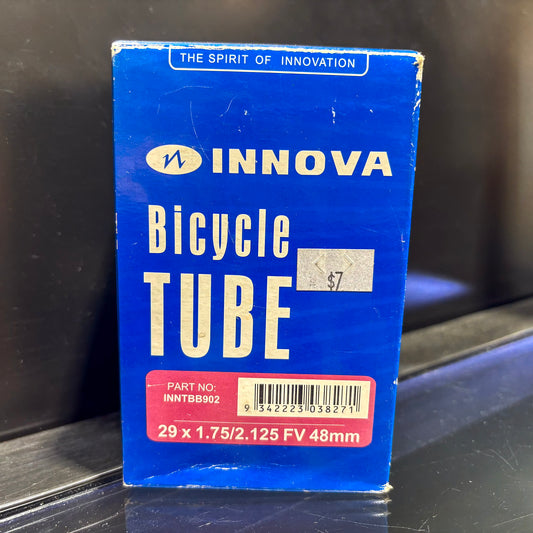 THE SPIRIT OF INNOVATION
INNOVA
Bicycle
TUBE
$7
PART NO:
INNTBB902
9 342223 038271
29 x 1.75/2.125 FV 48mm